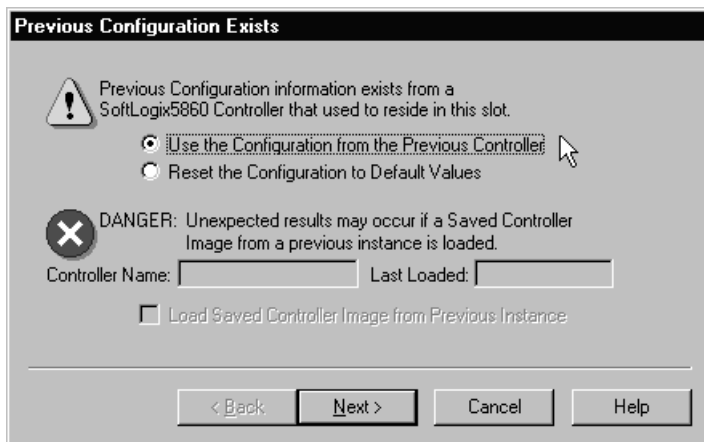 Previous Configuration Exists
Previous Configuration information exists from a
SoftLogix5860 Controller that used to reside in this slot.
Use the Configuration from the Previous Controller
Reset the Configuration to Default Values
DANGER: Unexpected results may occur if a Saved Controller
Image from a previous instance is loaded.
Controller Name: Last Loaded:
Load Saved Controller Image from Previous Instance
< Back Next > Cancel Help